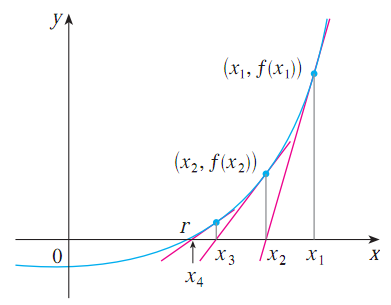 y
(x₁, f(x₁))
(x₂, f(x₂))
r
0 x₃ x₂ x₁ x
x₄